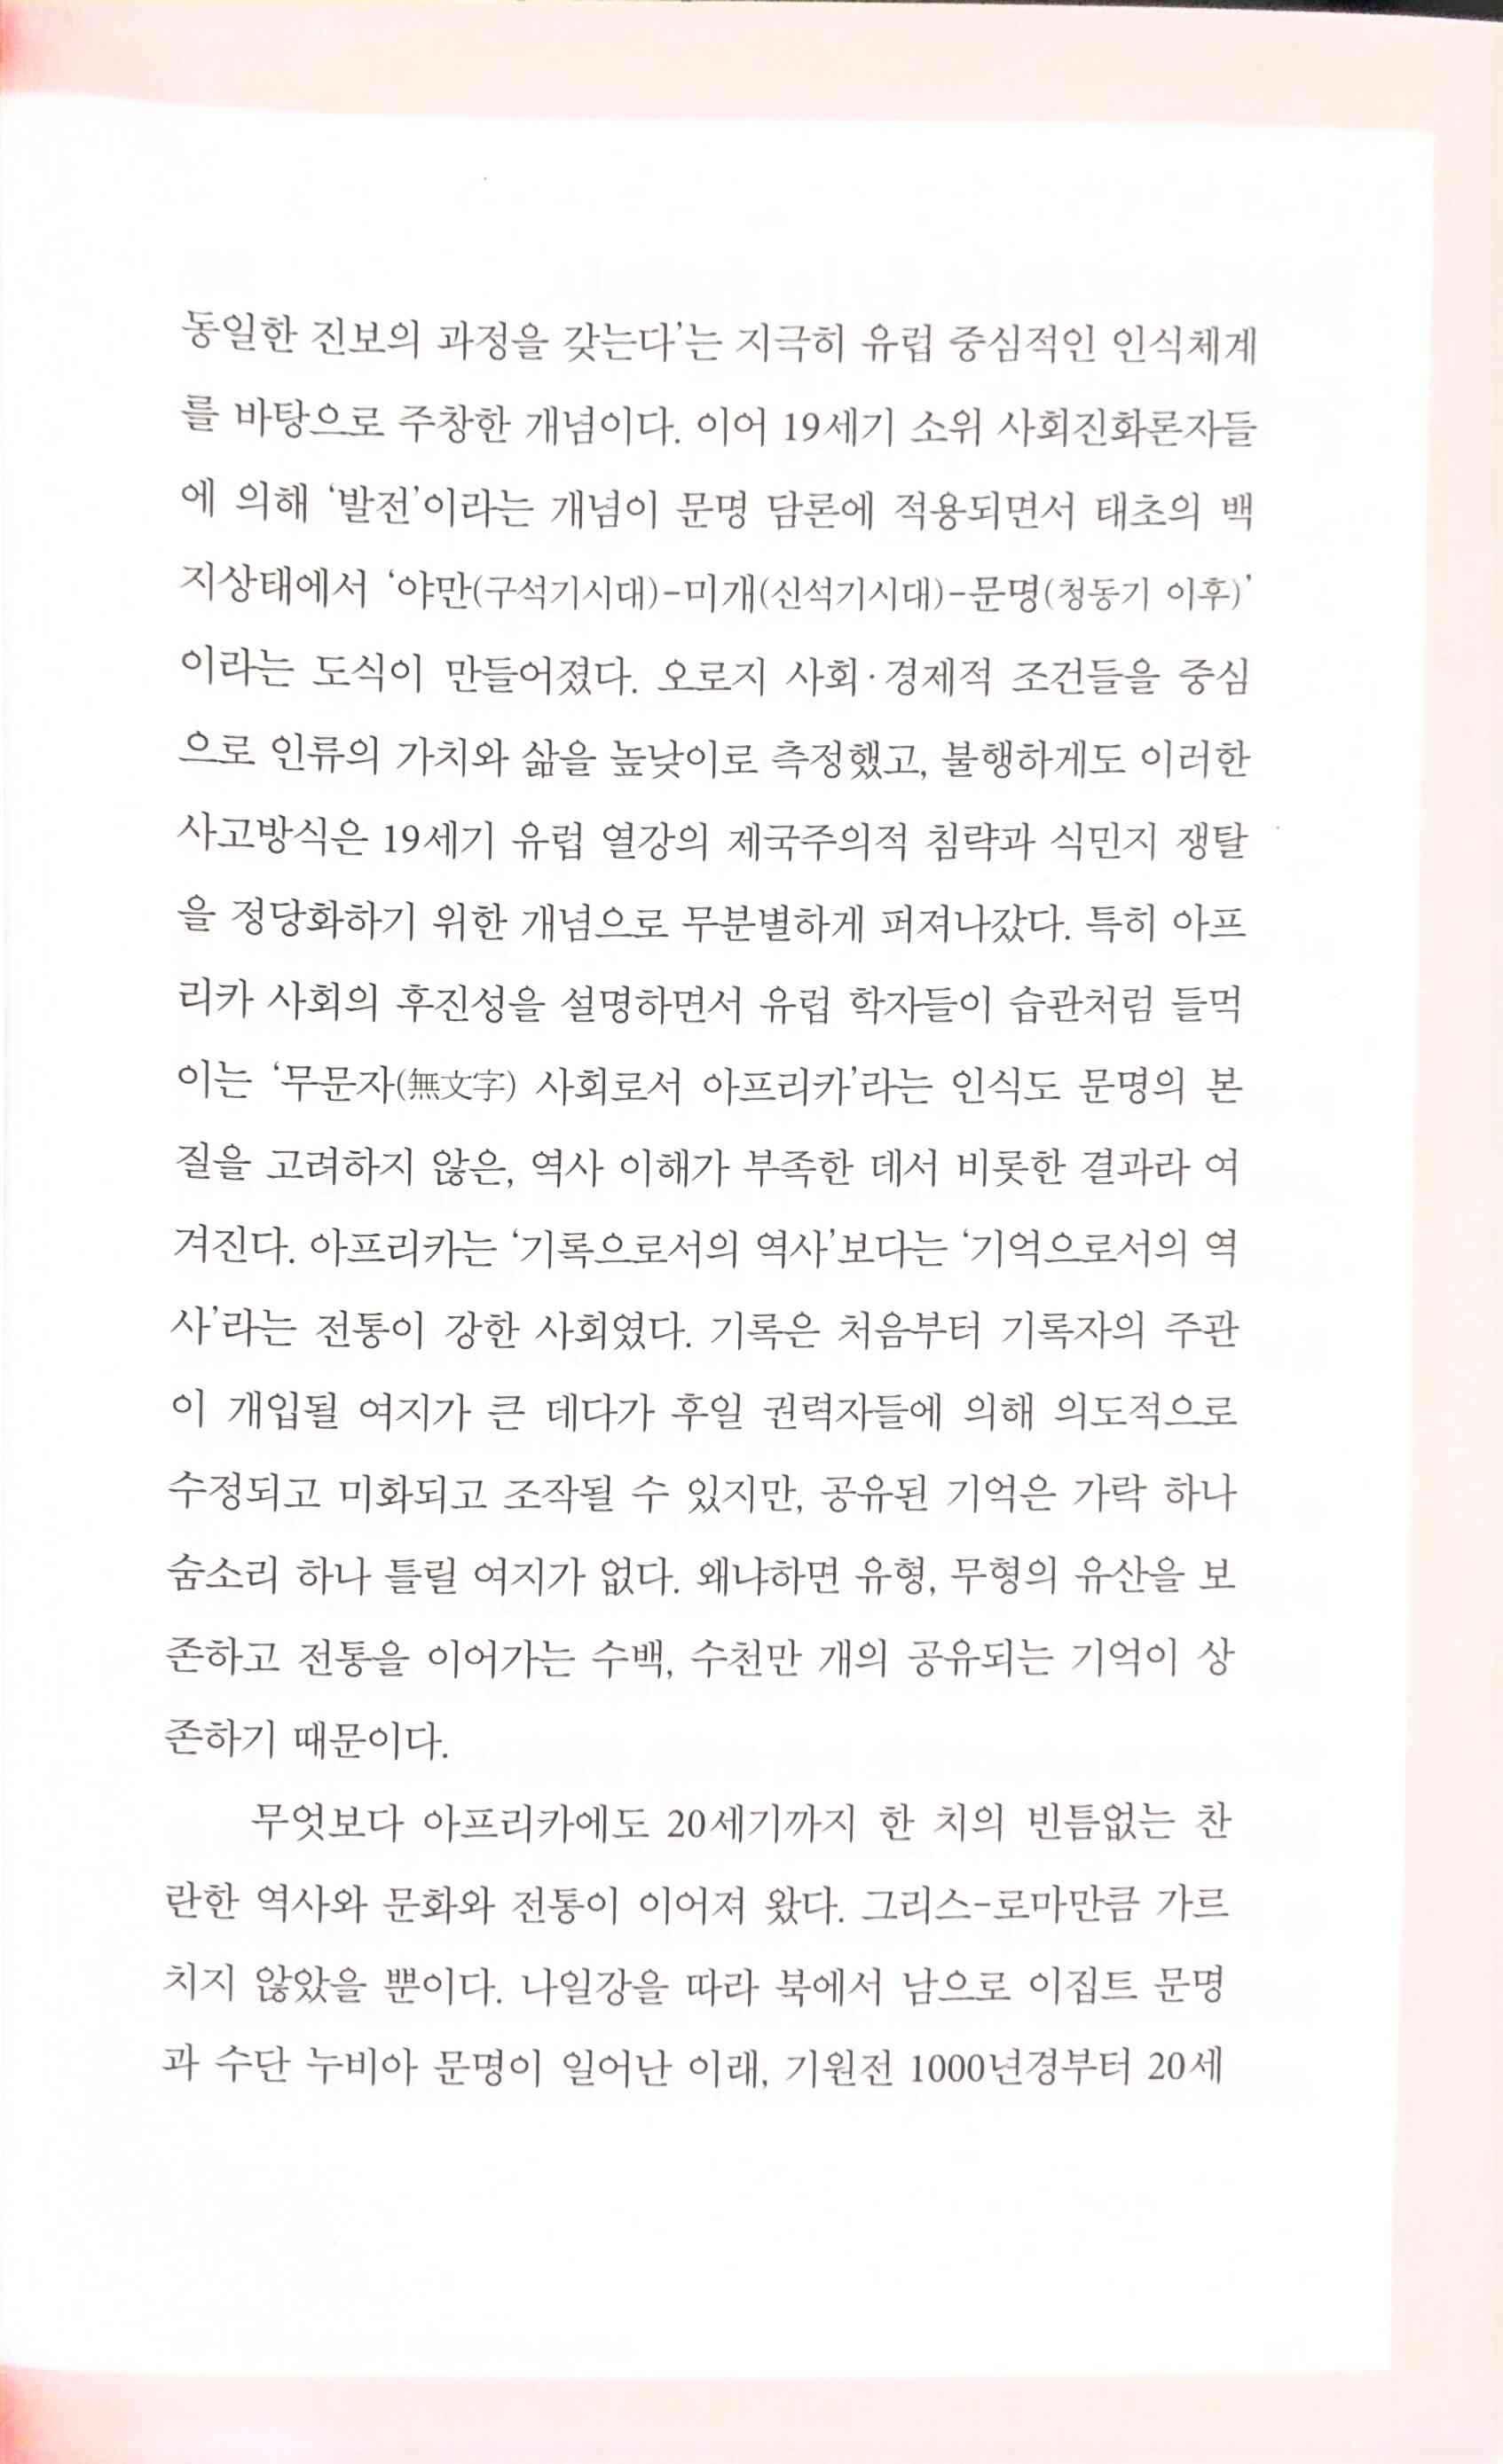 동일한 진보의 과정을 갖는다’는 지극히 유럽 중심적인 인식체계
를 바탕으로 주창한 개념이다. 이어 19세기 소위 사회진화론자들
에 의해 ‘발전’이라는 개념이 문명 담론에 적용되면서 태초의 백
지상태에서 ‘야만(구석기시대)-미개(신석기시대)-문명(청동기 이후)’
이라는 도식이 만들어졌다. 오로지 사회·경제적 조건들을 중심
으로 인류의 가치와 삶을 높낮이로 측정했고, 불행하게도 이러한
사고방식은 19세기 유럽 열강의 제국주의적 침략과 식민지 쟁탈
을 정당화하기 위한 개념으로 무분별하게 퍼져나갔다. 특히 아프
리카 사회의 후진성을 설명하면서 유럽 학자들이 습관처럼 들먹
이는 ‘무문자(無文字) 사회로서 아프리카’라는 인식도 문명의 본
질을 고려하지 않은, 역사 이해가 부족한 데서 비롯한 결과라 여
겨진다. 아프리카는 ‘기록으로서의 역사’보다는 ‘기억으로서의 역
사’라는 전통이 강한 사회였다. 기록은 처음부터 기록자의 주관
이 개입될 여지가 큰 데다가 후일 권력자들에 의해 의도적으로
수정되고 미화되고 조작될 수 있지만, 공유된 기억은 가락 하나
숨소리 하나 틀릴 여지가 없다. 왜냐하면 유형, 무형의 유산을 보
존하고 전통을 이어가는 수백, 수천만 개의 공유되는 기억이 상
존하기 때문이다.
무엇보다 아프리카에도 20세기까지 한 치의 빈틈없는 찬
란한 역사와 문화와 전통이 이어져 왔다. 그리스-로마만큼 가르
치지 않았을 뿐이다. 나일강을 따라 북에서 남으로 이집트 문명
과 수단 누비아 문명이 일어난 이래, 기원전 1000년경부터 20세